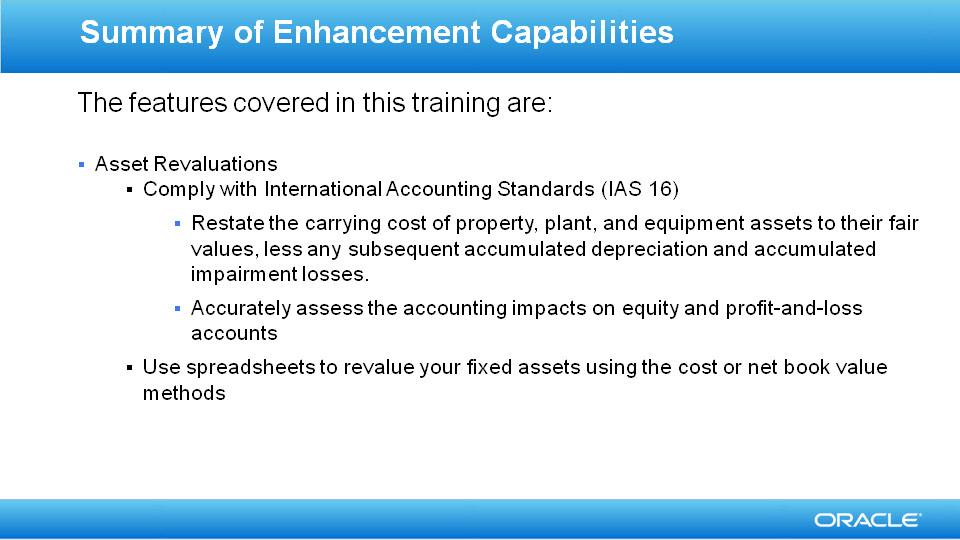 Summary of Enhancement Capabilities
The features covered in this training are:
▪ Asset Revaluations
▪ Comply with International Accounting Standards (IAS 16)
▪ Restate the carrying cost of property, plant, and equipment assets to their fair
values, less any subsequent accumulated depreciation and accumulated
impairment losses.
▪ Accurately assess the accounting impacts on equity and profit-and-loss
accounts
▪ Use spreadsheets to revalue your fixed assets using the cost or net book value
methods
ORACLE